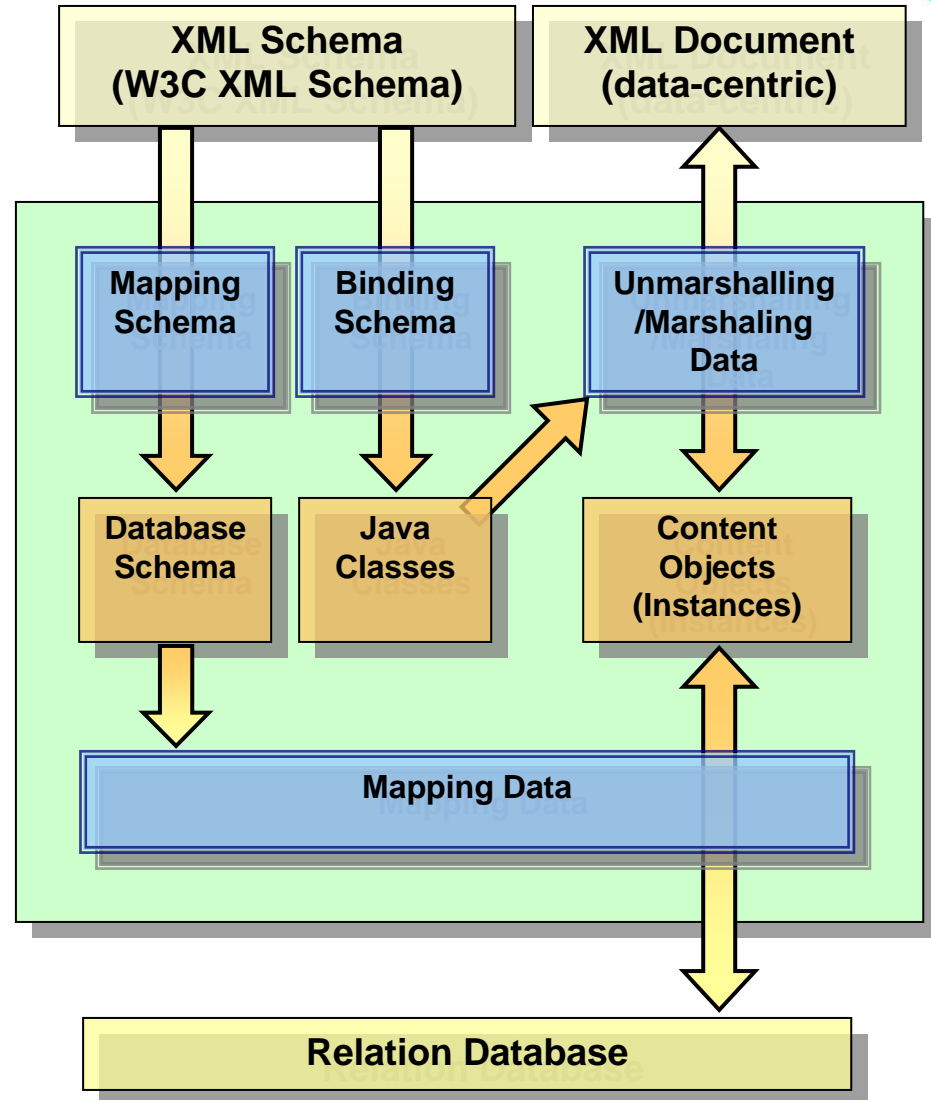 XML Schema
(W3C XML Schema)
XML Document
(data-centric)
Mapping
Schema
Binding
Schema
Unmarshalling
/Marshaling
Data
Database
Schema
Java
Classes
Content
Objects
(Instances)
Mapping Data
Relation Database